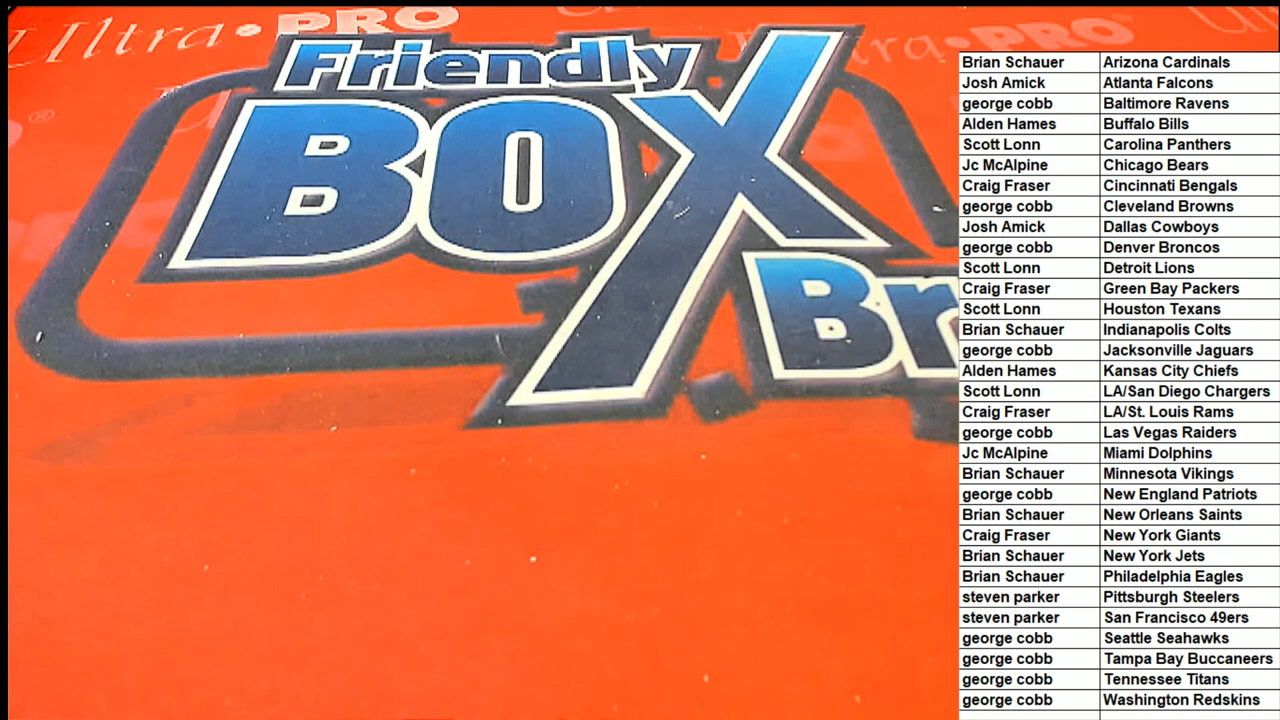 Ultra•PRO
Friendly
BOX
Br
Brian Schauer Arizona Cardinals
Josh Amick Atlanta Falcons
george cobb Baltimore Ravens
Alden Hames Buffalo Bills
Scott Lonn Carolina Panthers
Jc McAlpine Chicago Bears
Craig Fraser Cincinnati Bengals
george cobb Cleveland Browns
Josh Amick Dallas Cowboys
george cobb Denver Broncos
Scott Lonn Detroit Lions
Craig Fraser Green Bay Packers
Scott Lonn Houston Texans
Brian Schauer Indianapolis Colts
george cobb Jacksonville Jaguars
Alden Hames Kansas City Chiefs
Scott Lonn LA/San Diego Chargers
Craig Fraser LA/St. Louis Rams
george cobb Las Vegas Raiders
Jc McAlpine Miami Dolphins
Brian Schauer Minnesota Vikings
george cobb New England Patriots
Brian Schauer New Orleans Saints
Craig Fraser New York Giants
Brian Schauer New York Jets
Brian Schauer Philadelphia Eagles
steven parker Pittsburgh Steelers
steven parker San Francisco 49ers
george cobb Seattle Seahawks
george cobb Tampa Bay Buccaneers
george cobb Tennessee Titans
george cobb Washington Redskins